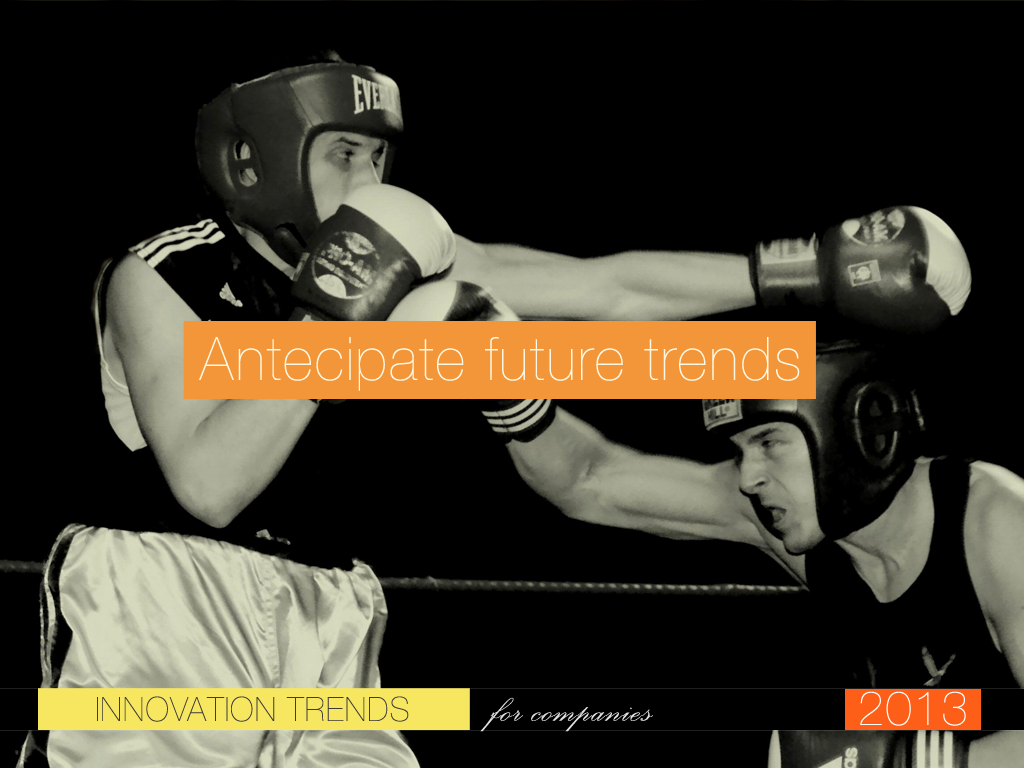 Antecipate future trends
INNOVATION TRENDS
for companies
2013